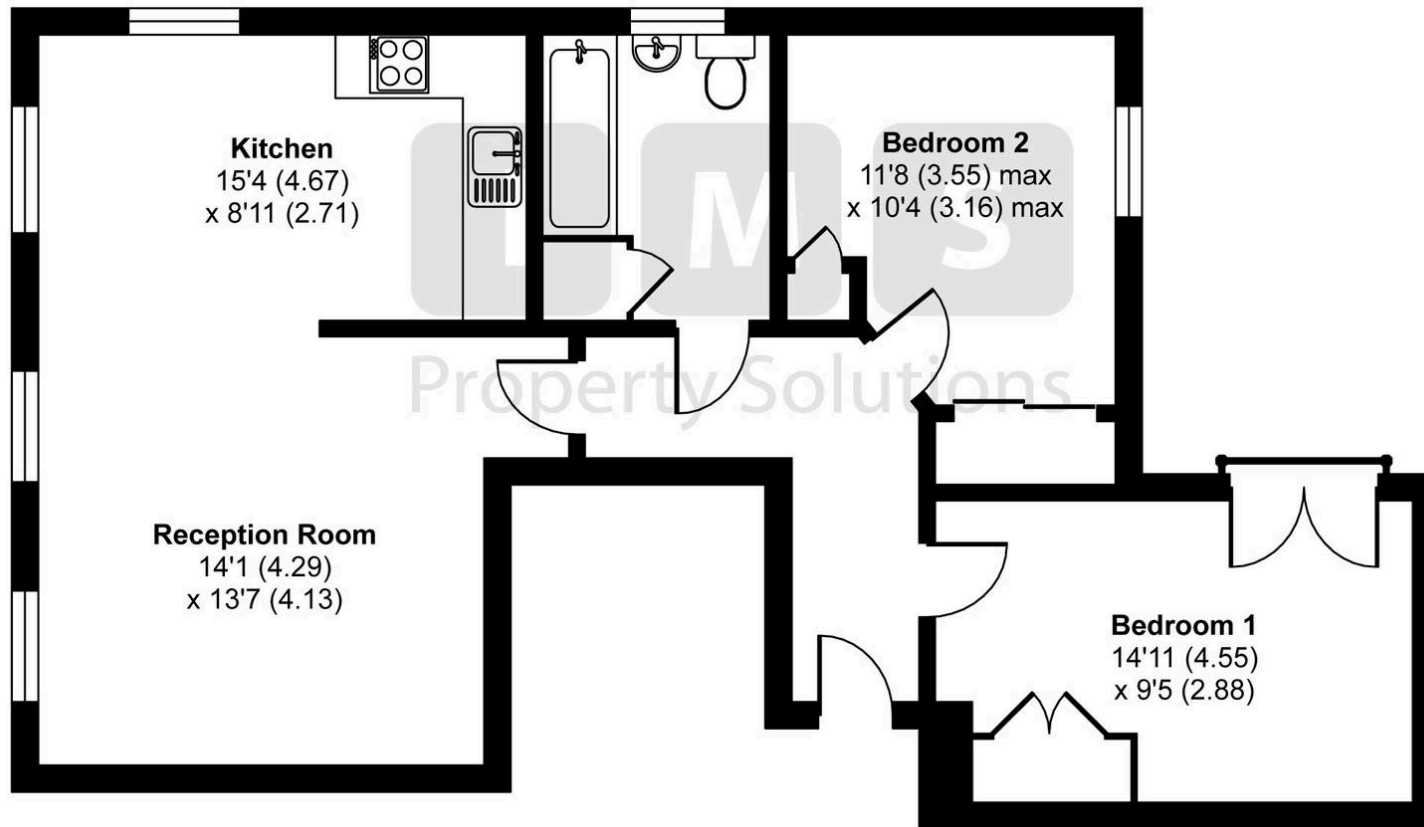 Kitchen
15'4 (4.67)
x 8'11 (2.71)
Bedroom 2
11'8 (3.55) max
x 10'4 (3.16) max
LMS
Property Solutions
Reception Room
14'1 (4.29)
x 13'7 (4.13)
Bedroom 1
14'11 (4.55)
x 9'5 (2.88)